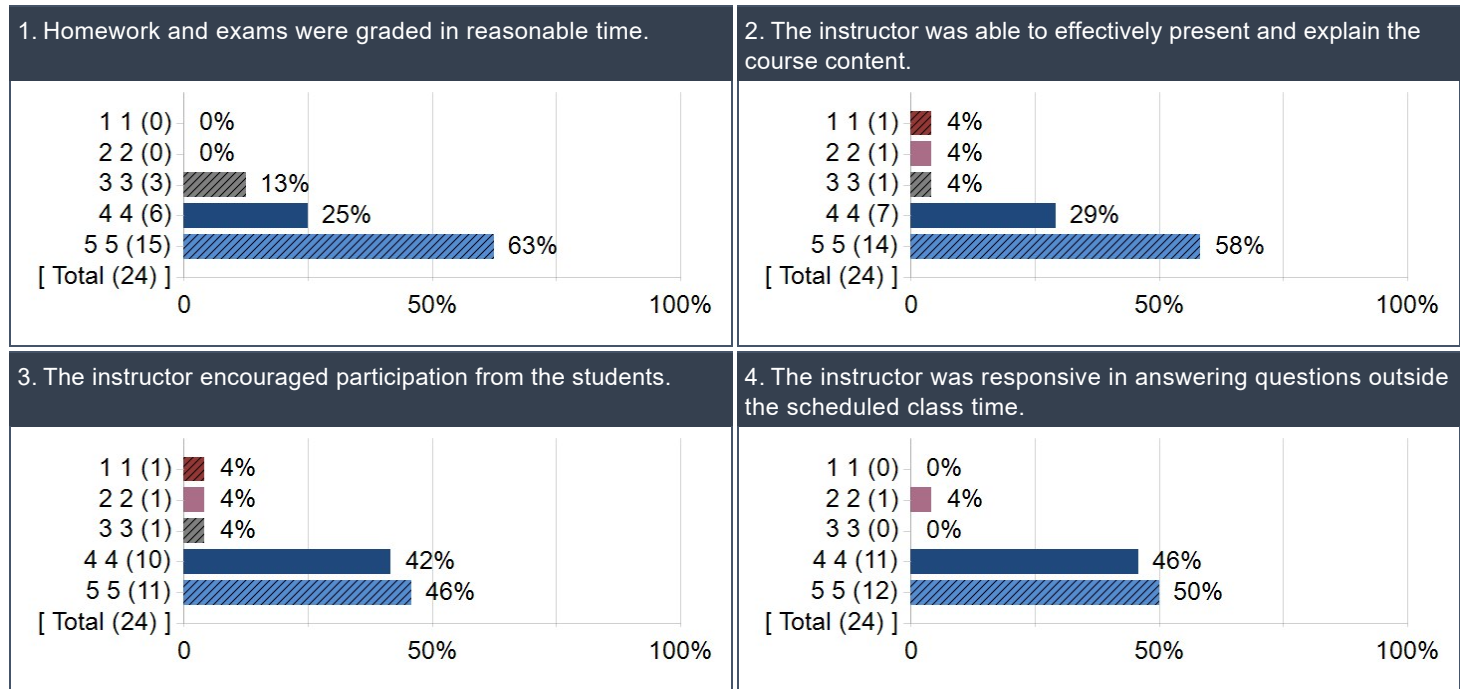 1. Homework and exams were graded in reasonable time.
1 1 (0) 0%
2 2 (0) 0%
3 3 (3) 13%
4 4 (6) 25%
5 5 (15) 63%
[ Total (24) ]
0 50% 100%
2. The instructor was able to effectively present and explain the
course content.
1 1 (1) 4%
2 2 (1) 4%
3 3 (1) 4%
4 4 (7) 29%
5 5 (14) 58%
[ Total (24) ]
0 50% 100%
3. The instructor encouraged participation from the students.
1 1 (1) 4%
2 2 (1) 4%
3 3 (1) 4%
4 4 (10) 42%
5 5 (11) 46%
[ Total (24) ]
0 50% 100%
4. The instructor was responsive in answering questions outside
the scheduled class time.
1 1 (0) 0%
2 2 (1) 4%
3 3 (0) 0%
4 4 (11) 46%
5 5 (12) 50%
[ Total (24) ]
0 50% 100%